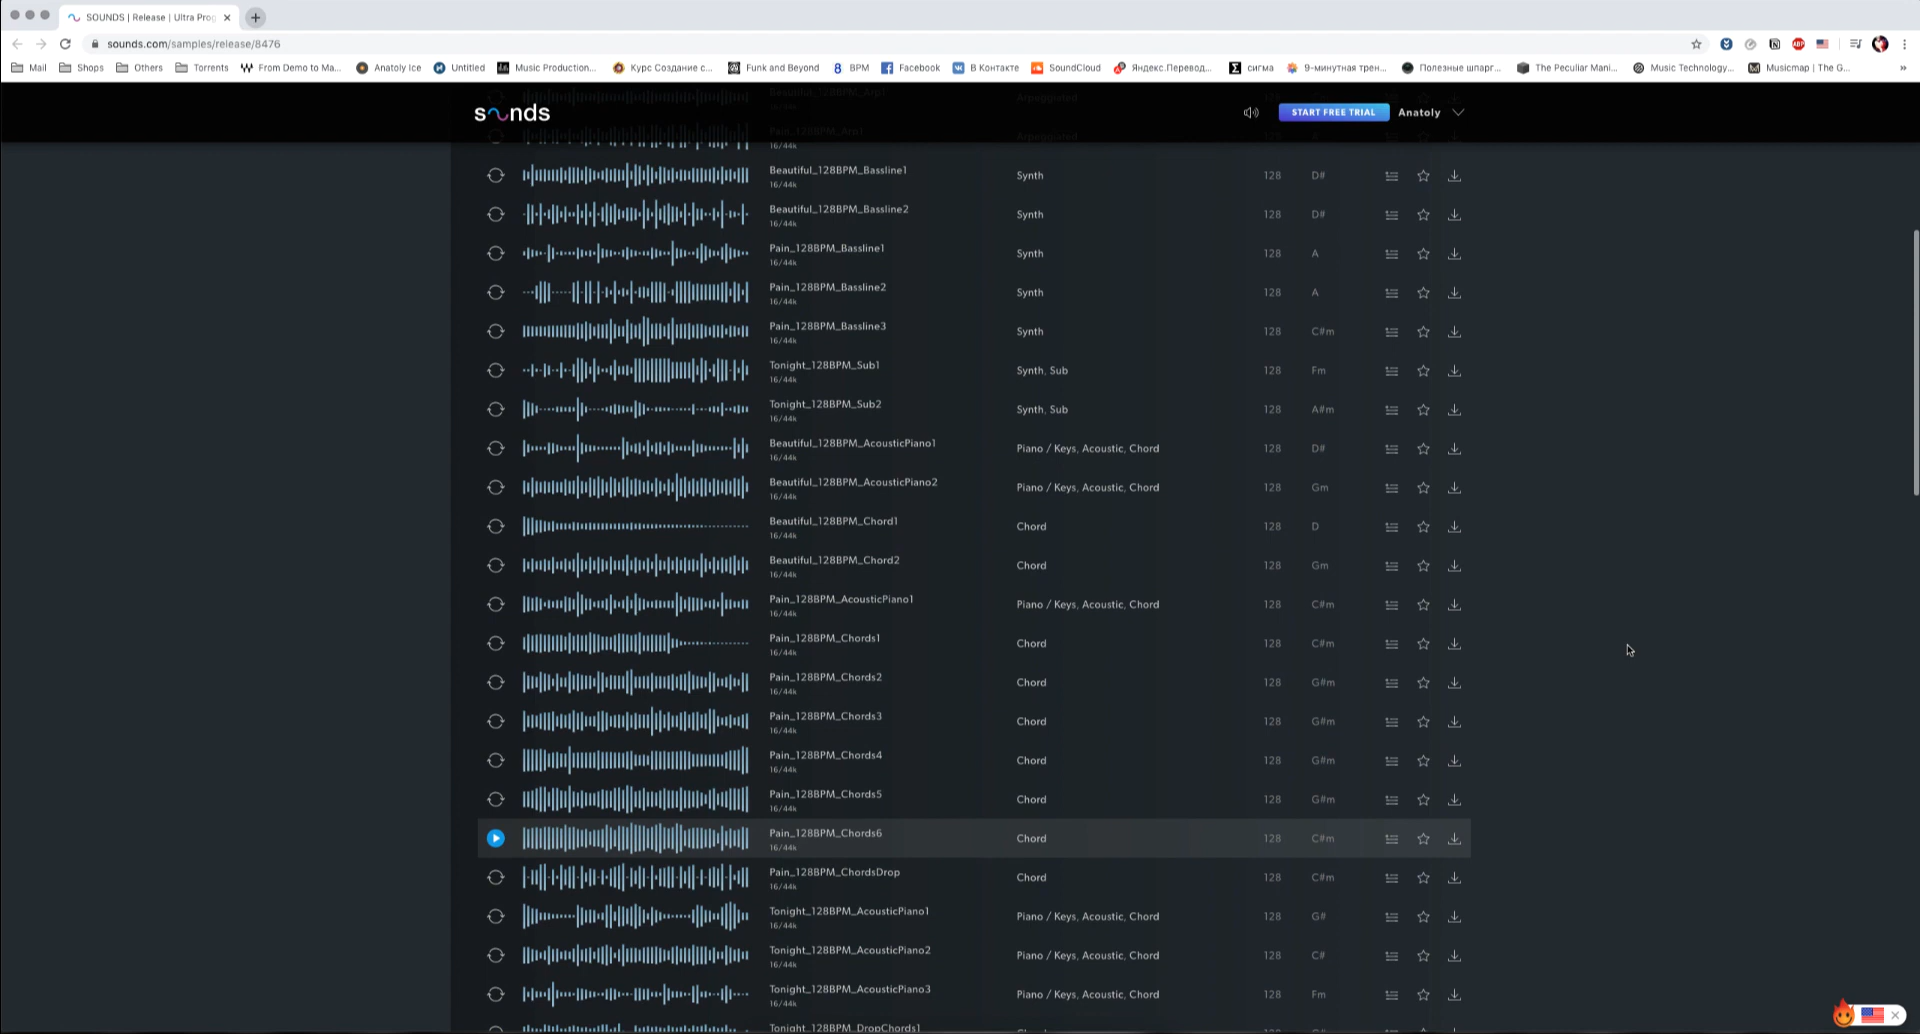 SOUNDS | Release | Ultra Prog
sounds.com/samples/release/8476
Mail Shops Others Torrents From Demo to Ma... Anatoly Ice Untitled Music Production... Курс Создание с... Funk and Beyond BPM Facebook В Контакте SoundCloud Яндекс.Перевод... сигма 9-минутная трен... Полезные шпарг... The Peculiar Mani... Music Technology... Musicmap | The G...
Beautiful_128BPM_Arp1 Arpeggiated
sounds START FREE TRIAL Anatoly
Arpeggiated
16/44k
Beautiful_128BPM_Bassline1 Synth 128 D#
16/44k
Beautiful_128BPM_Bassline2 Synth 128 D#
16/44k
Pain_128BPM_Bassline1 Synth 128 A
16/44k
Pain_128BPM_Bassline2 Synth 128 A
16/44k
Pain_128BPM_Bassline3 Synth 128 C#m
16/44k
Tonight_128BPM_Sub1 Synth, Sub 128 Fm
16/44k
Tonight_128BPM_Sub2 Synth, Sub 128 A#m
16/44k
Beautiful_128BPM_AcousticPiano1 Piano / Keys, Acoustic, Chord 128 D#
16/44k
Beautiful_128BPM_AcousticPiano2 Piano / Keys, Acoustic, Chord 128 Gm
16/44k
Beautiful_128BPM_Chord1 Chord 128 D
16/44k
Beautiful_128BPM_Chord2 Chord 128 Gm
16/44k
Pain_128BPM_AcousticPiano1 Piano / Keys, Acoustic, Chord 128 C#m
16/44k
Pain_128BPM_Chords1 Chord 128 C#m
16/44k
Pain_128BPM_Chords2 Chord 128 G#m
16/44k
Pain_128BPM_Chords3 Chord 128 G#m
16/44k
Pain_128BPM_Chords4 Chord 128 G#m
16/44k
Pain_128BPM_Chords5 Chord 128 G#m
16/44k
Pain_128BPM_Chords6 Chord 128 C#m
16/44k
Pain_128BPM_ChordsDrop Chord 128 C#m
16/44k
Tonight_128BPM_AcousticPiano1 Piano / Keys, Acoustic, Chord 128 G#
16/44k
Tonight_128BPM_AcousticPiano2 Piano / Keys, Acoustic, Chord 128 C#
16/44k
Tonight_128BPM_AcousticPiano3 Piano / Keys, Acoustic, Chord 128 Fm
16/44k
Tonight_128BPM_DropChords1